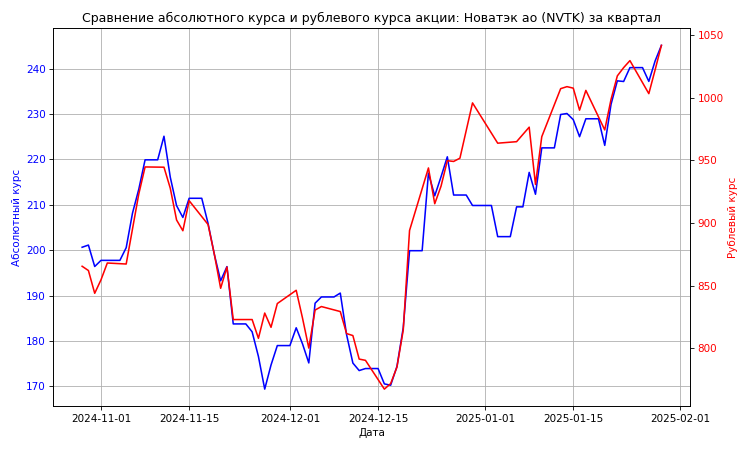 Сравнение абсолютного курса и рублевого курса акции: Новатэк ао (NVTK) за квартал
Абсолютный курс
240
230
220
210
200
190
180
170
1050
1000
950
900
850
800
Рублевый курс
2024-11-01 2024-11-15 2024-12-01 2024-12-15 2025-01-01 2025-01-15 2025-02-01
Дата